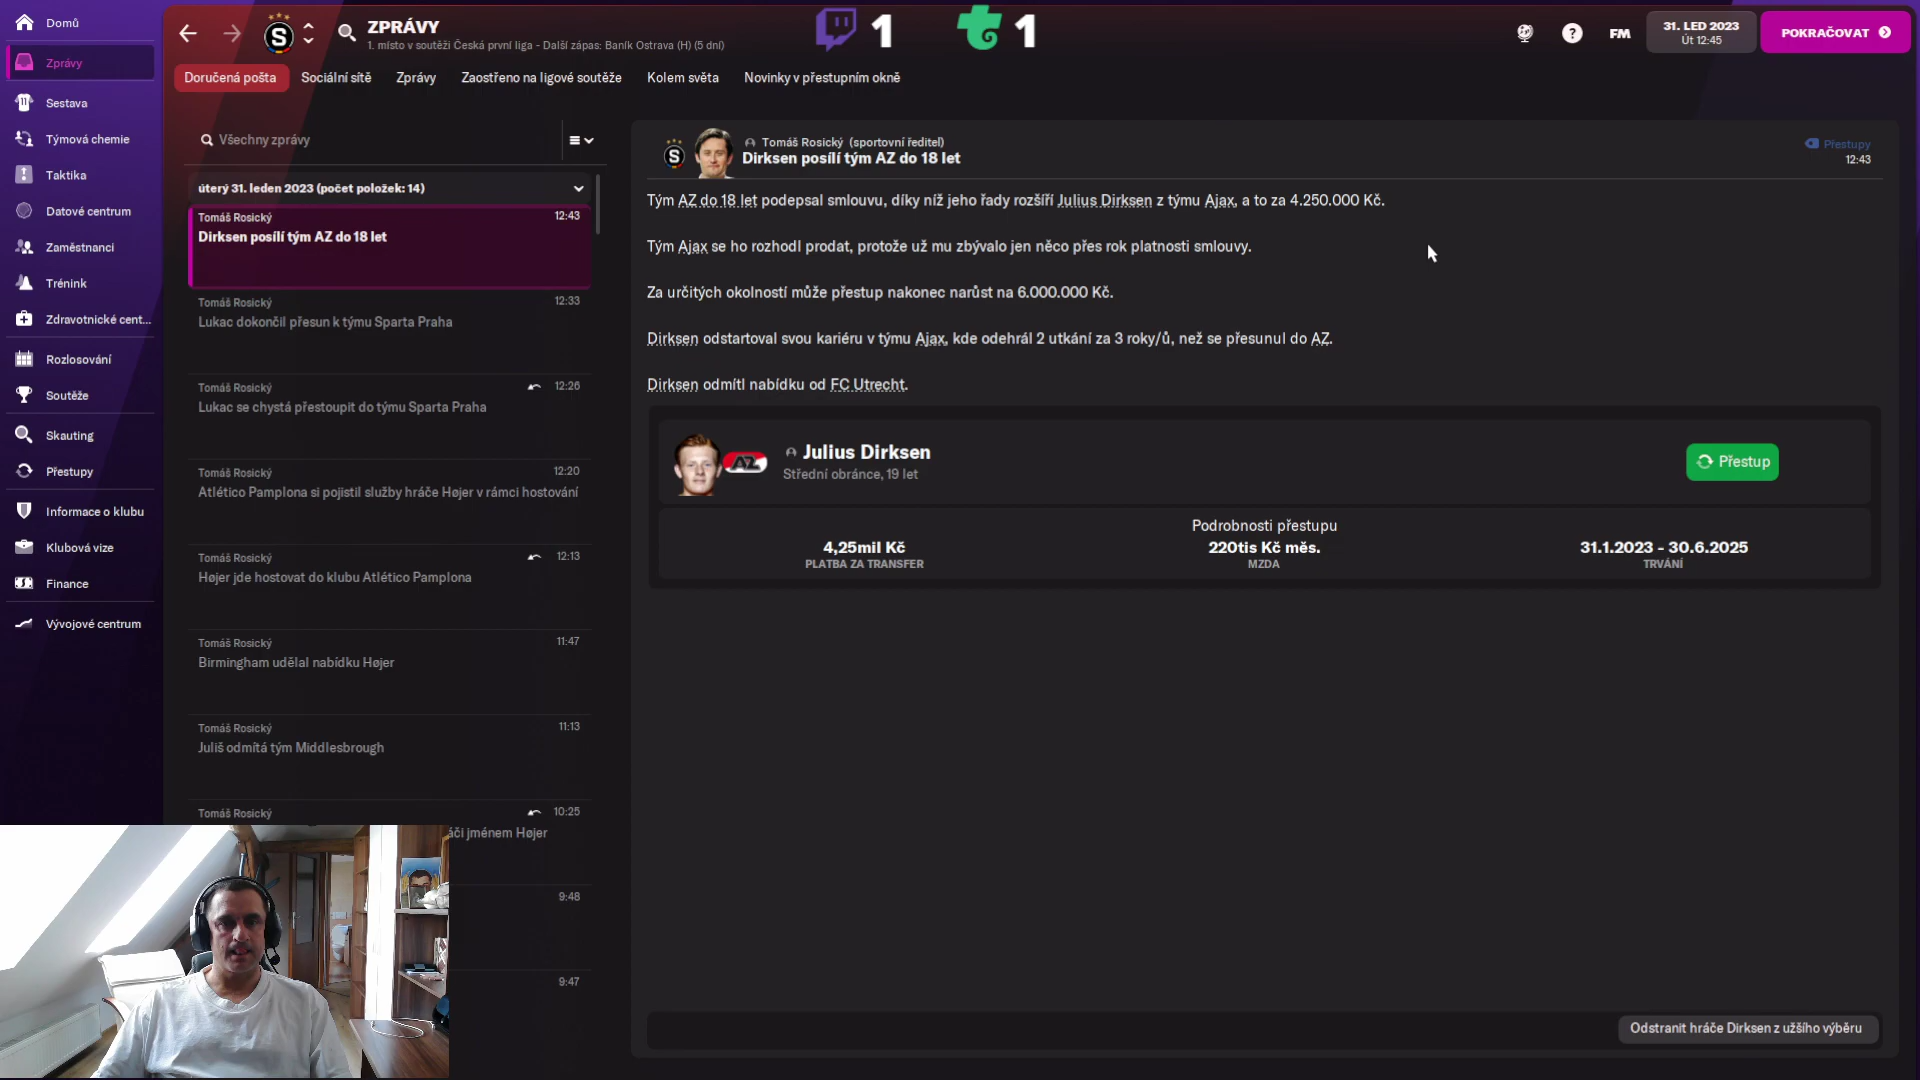 Domů
Zprávy
Sestava
Týmová chemie
Taktika
Datové centrum
Zaměstnanci
Trénink
Zdravotnické cent...
Rozlosování
Soutěže
Skauting
Přestupy
Informace o klubu
Klubová vize
Finance
Vývojové centrum
ZPRÁVY
1. místo v soutěži Česká první liga - Další zápas: Baník Ostrava (H) (5 dní)
1
1
FM
31. LED 2023
Út 12:45
POKRAČOVAT
Doručená pošta
Sociální sítě
Zprávy
Zaostřeno na ligové soutěže
Kolem světa
Novinky v přestupním okně
Všechny zprávy
úterý 31. leden 2023 (počet položek: 14)
Tomáš Rosický 12:43
Dirksen posílí tým AZ do 18 let
Tomáš Rosický 12:33
Lukac dokončil přesun k týmu Sparta Praha
Tomáš Rosický 12:26
Lukac se chystá přestoupit do týmu Sparta Praha
Tomáš Rosický 12:20
Atlético Pamplona si pojistil služby hráče Højer v rámci hostování
Tomáš Rosický 12:13
Højer jde hostovat do klubu Atlético Pamplona
Tomáš Rosický 11:47
Birmingham udělal nabídku Højer
Tomáš Rosický 11:13
Juliš odmítá tým Middlesbrough
Tomáš Rosický 10:25
áči jménem Højer
9:48
9:47
Tomáš Rosický (sportovní ředitel)
Dirksen posílí tým AZ do 18 let
Přestupy
12:43
Tým AZ do 18 let podepsal smlouvu, díky níž jeho řady rozšíří Julius Dirksen z týmu Ajax, a to za 4.250.000 Kč.
Tým Ajax se ho rozhodl prodat, protože už mu zbývalo jen něco přes rok platnosti smlouvy.
Za určitých okolností může přestup nakonec narůst na 6.000.000 Kč.
Dirksen odstartoval svou kariéru v týmu Ajax, kde odehrál 2 utkání za 3 roky/ů, než se přesunul do AZ.
Dirksen odmítl nabídku od FC Utrecht.
AZ
Julius Dirksen
Střední obránce, 19 let
Přestup
Podrobnosti přestupu
4,25mil Kč
PLATBA ZA TRANSFER
220tis Kč měs.
MZDA
31.1.2023 - 30.6.2025
TRVÁNÍ
Odstranit hráče Dirksen z užšího výběru